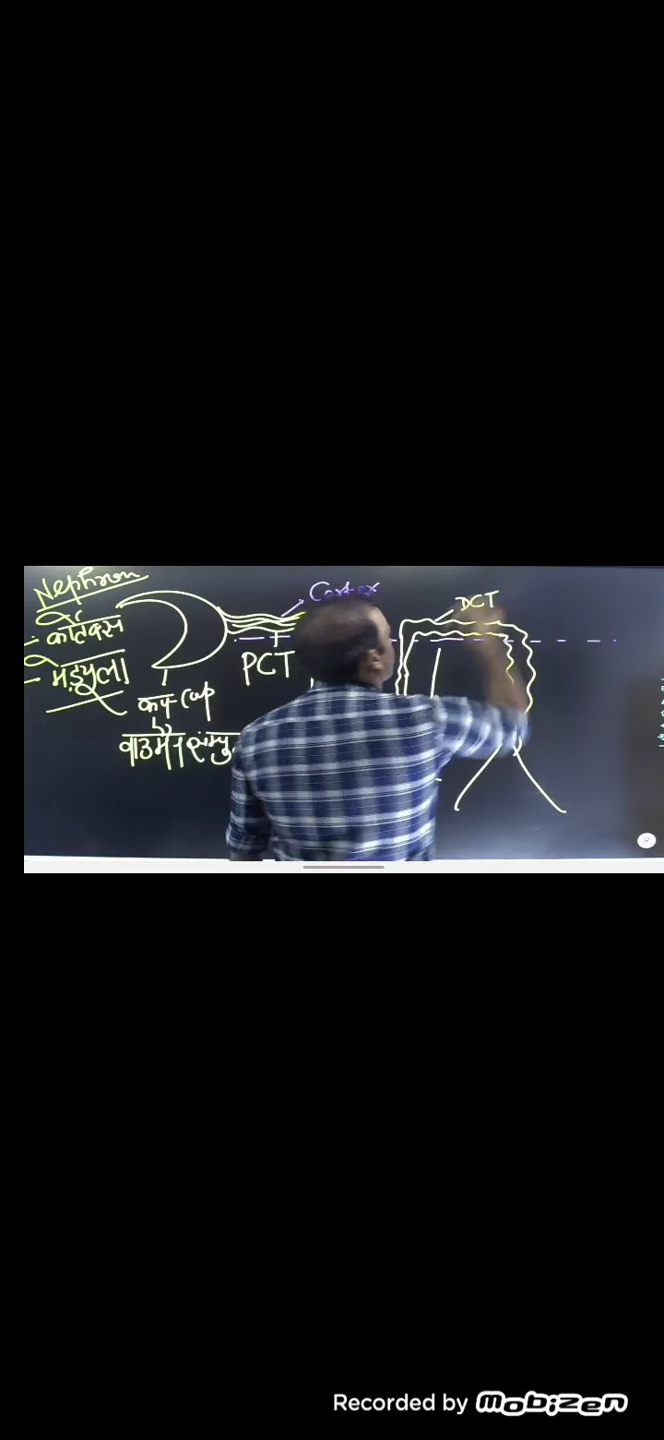 Nephron
Cortex
DCT
कोर्टेक्स
PCT
मेड्यूला
कप-Cup
Recorded by mobizen